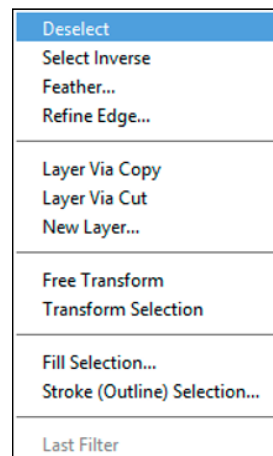 Deselect
Select Inverse
Feather...
Refine Edge...
Layer Via Copy
Layer Via Cut
New Layer...
Free Transform
Transform Selection
Fill Selection...
Stroke (Outline) Selection...
Last Filter